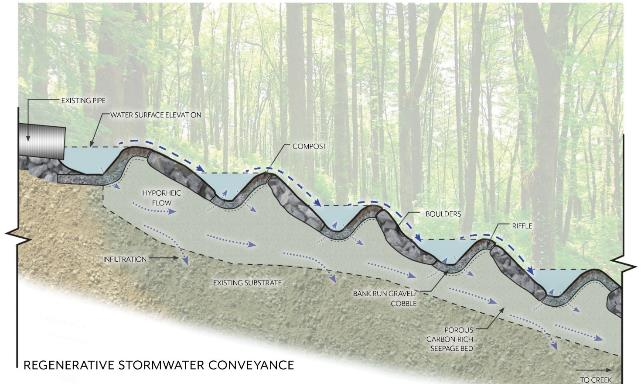 EXISTING PIPE
WATER SURFACE ELEVATION
COMPOST
HYPORHEIC
FLOW
BOULDERS
RIFFLE
INFILTRATION
EXISTING SUBSTRATE
BANK RUN GRAVEL/
COBBLE
POROUS
CARBON RICH
SEEPAGE BED
REGENERATIVE STORMWATER CONVEYANCE
TO CREEK